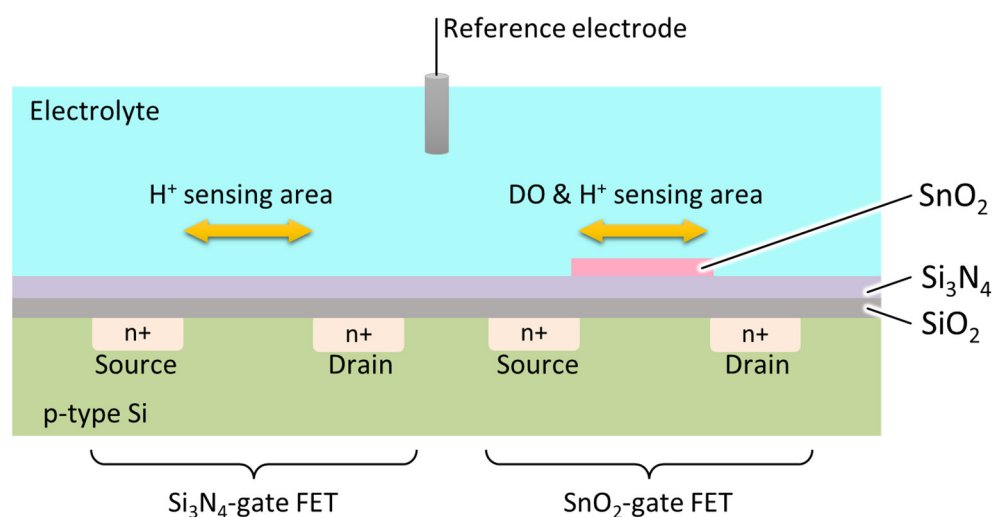 Reference electrode
Electrolyte
H⁺ sensing area
DO & H⁺ sensing area
SnO₂
Si₃N₄
SiO₂
n+
n+
n+
n+
Source
Drain
Source
Drain
p-type Si
Si₃N₄-gate FET
SnO₂-gate FET